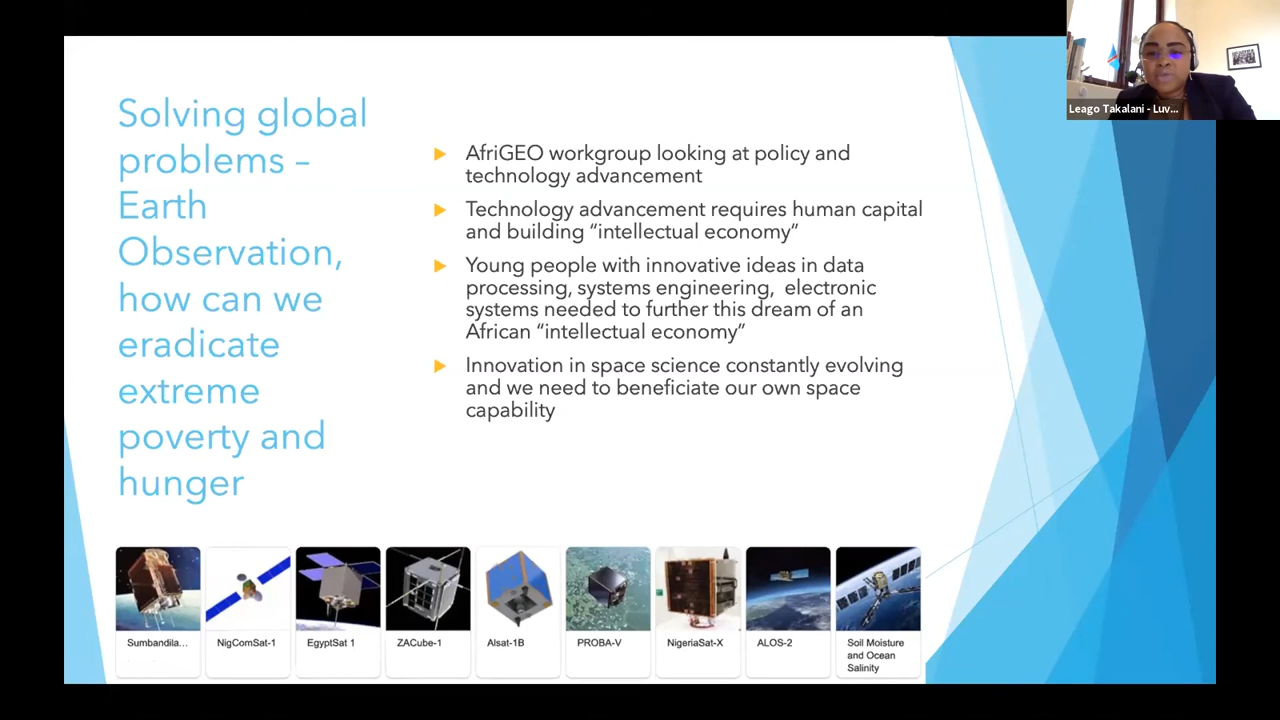 Leago Takalani - Luv...
Solving global
problems –
Earth
Observation,
how can we
eradicate
extreme
poverty and
hunger
AfriGEO workgroup looking at policy and
technology advancement
Technology advancement requires human capital
and building “intellectual economy”
Young people with innovative ideas in data
processing, systems engineering,  electronic
systems needed to further this dream of an
African “intellectual economy”
Innovation in space science constantly evolving
and we need to beneficiate our own space
capability
Sumbandila...
NigComSat-1
EgyptSat 1
ZACube-1
Alsat-1B
PROBA-V
NigeriaSat-X
ALOS-2
Soil Moisture
and Ocean
Salinity